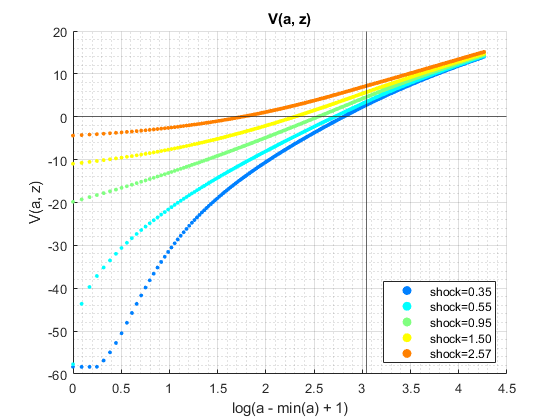 V(a, z)
20
10
0
-10
-20
-30
-40
-50
-60
V(a, z)
0
0.5
1
1.5
2
2.5
3
3.5
4
4.5
log(a - min(a) + 1)
shock=0.35
shock=0.55
shock=0.95
shock=1.50
shock=2.57